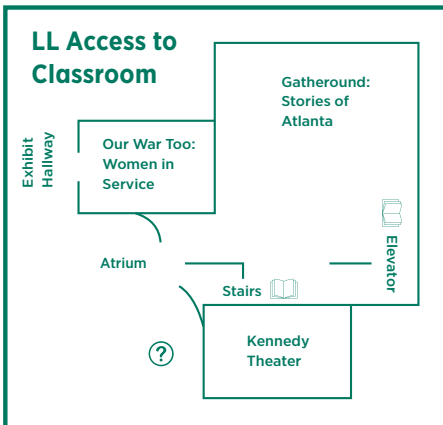 LL Access to
Classroom
Gatheround:
Stories of
Atlanta
Exhibit
Hallway
Our War Too:
Women in
Service
Elevator
Atrium
Stairs
?
Kennedy
Theater